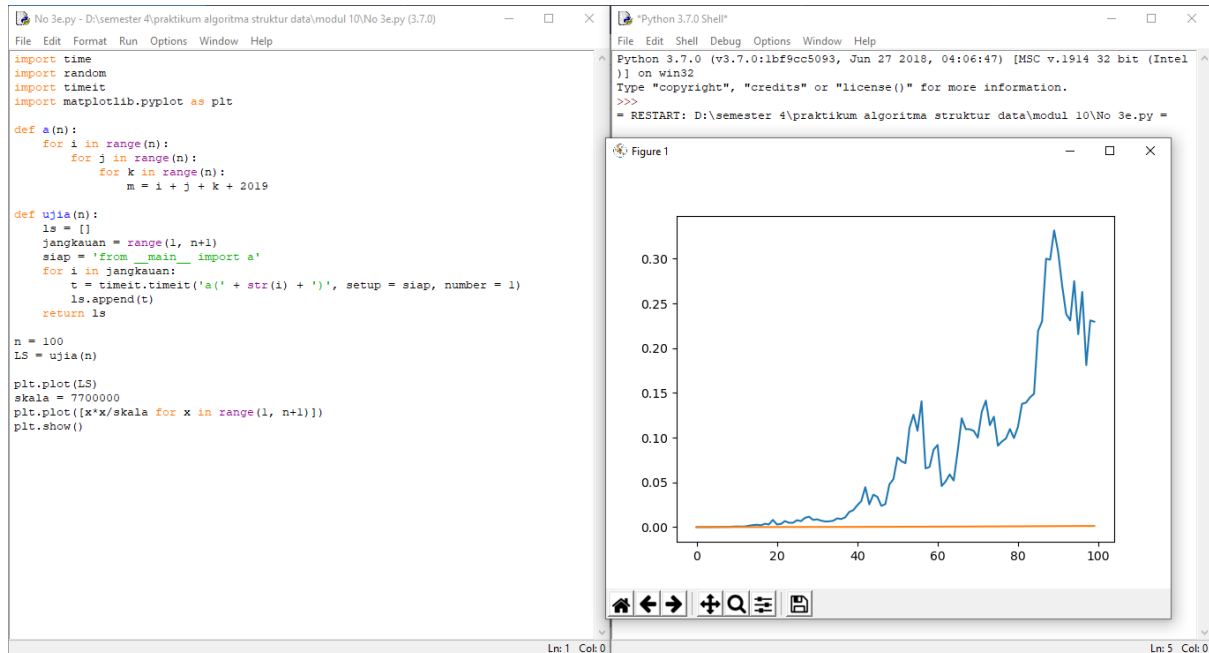 No 3e.py - D:\semester 4\praktikum algoritma struktur data\modul 10\No 3e.py (3.7.0)
File Edit Format Run Options Window Help
import time
import random
import timeit
import matplotlib.pyplot as plt
def a(n):
    for i in range(n):
        for j in range(n):
            for k in range(n):
                m = i + j + k + 2019
def ujia(n):
    ls = []
    jangkauan = range(1, n+1)
    siap = 'from __main__ import a'
    for i in jangkauan:
        t = timeit.timeit('a(' + str(i) + ')', setup = siap, number = 1)
        ls.append(t)
    return ls
n = 100
LS = ujia(n)
plt.plot(LS)
skala = 7700000
plt.plot([x*x/skala for x in range(1, n+1)])
plt.show()
Ln: 1 Col: 0
*Python 3.7.0 Shell*
File Edit Shell Debug Options Window Help
Python 3.7.0 (v3.7.0:1bf9cc5093, Jun 27 2018, 04:06:47) [MSC v.1914 32 bit (Intel
)] on win32
Type "copyright", "credits" or "license()" for more information.
>>>
= RESTART: D:\semester 4\praktikum algoritma struktur data\modul 10\No 3e.py =
Figure 1
0.30
0.25
0.20
0.15
0.10
0.05
0.00
0 20 40 60 80 100
Ln: 5 Col: 0